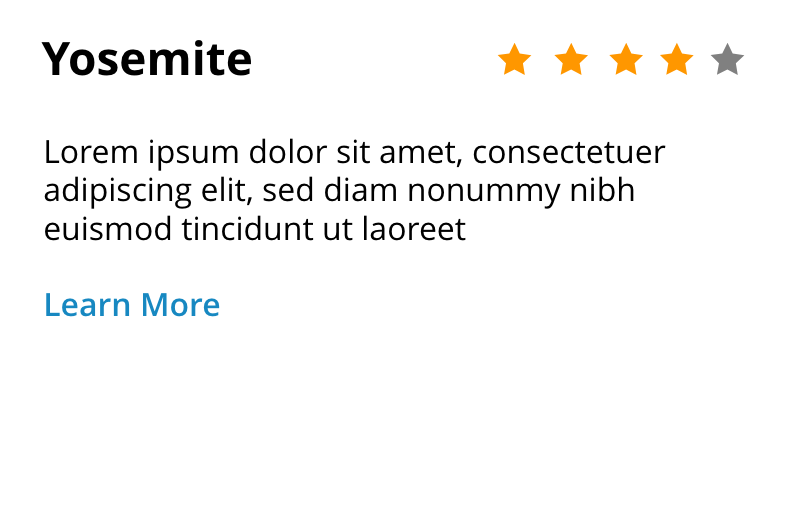 Yosemite
Lorem ipsum dolor sit amet, consectetuer
adipiscing elit, sed diam nonummy nibh
euismod tincidunt ut laoreet
Learn More